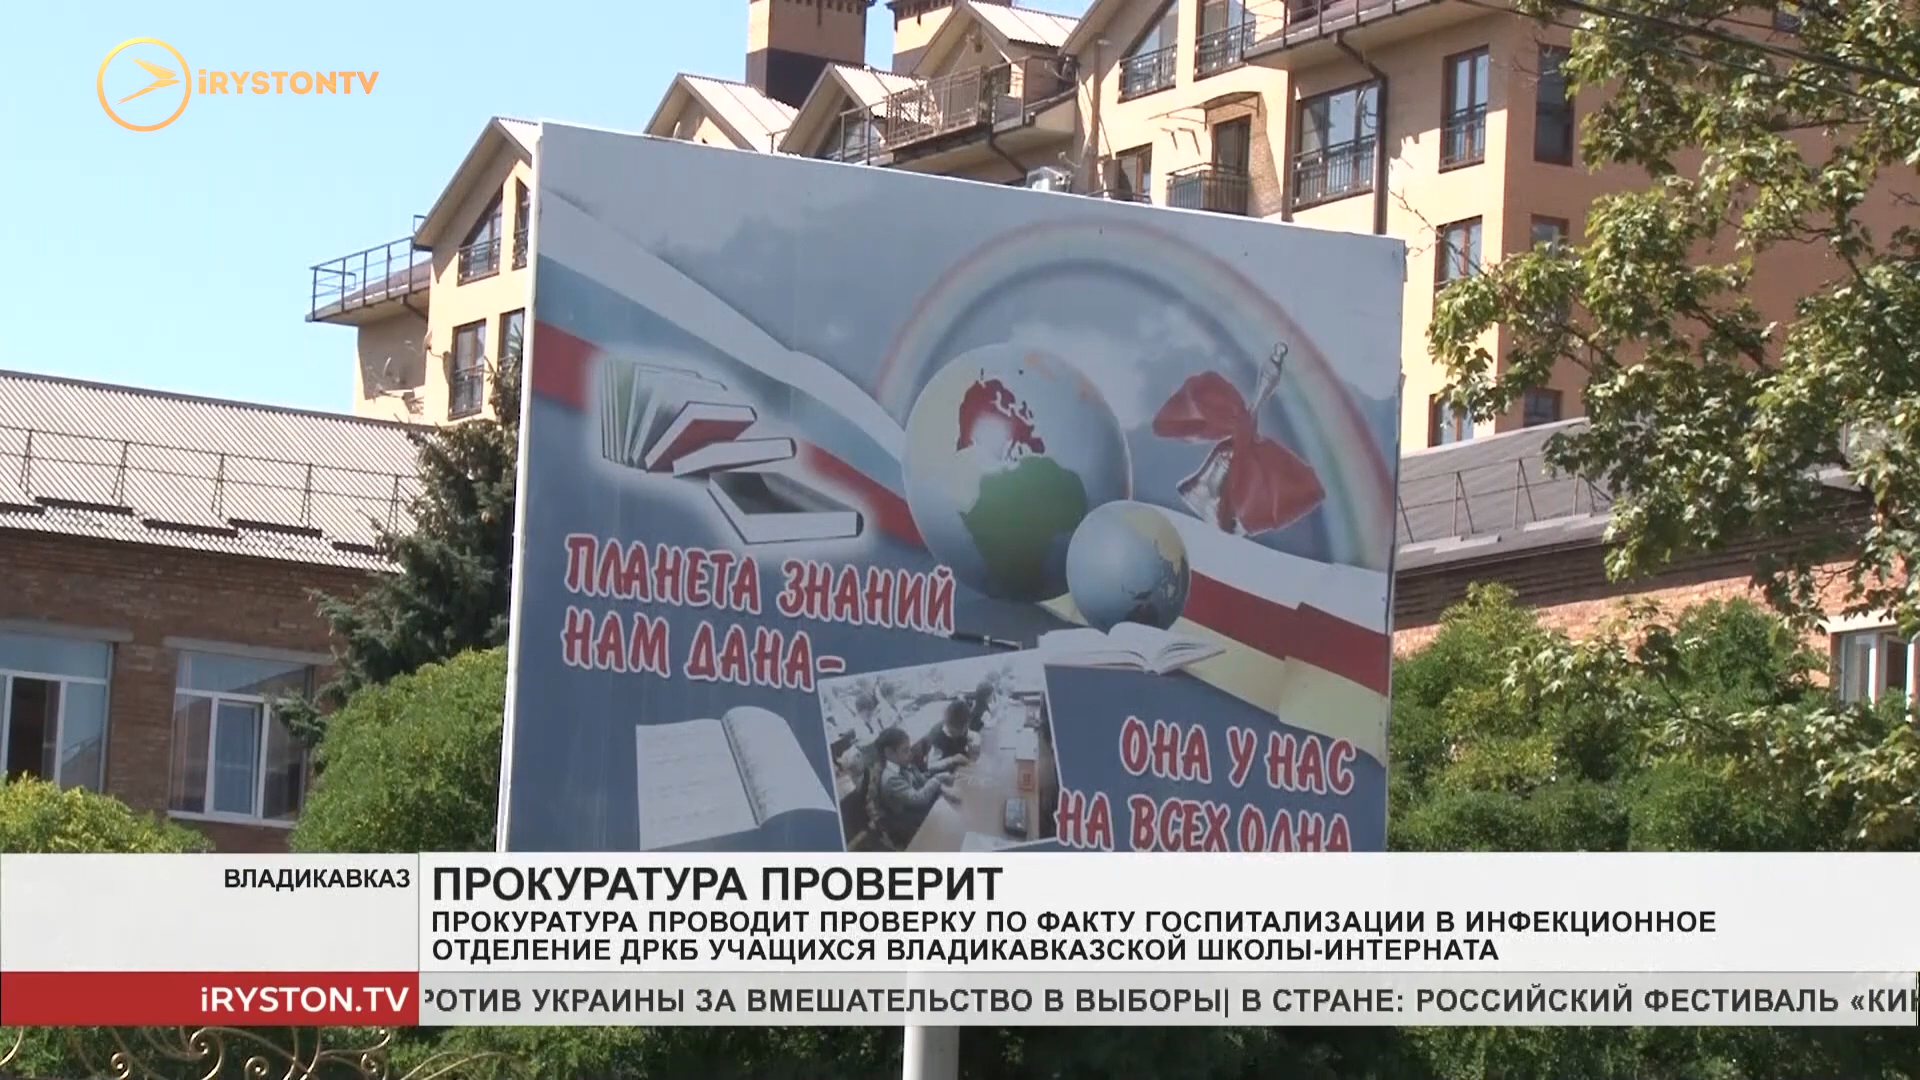 iRYSTONTV
ПЛАНЕТА ЗНАНИЙ
НАМ ДАНА-
ОНА У НАС
НА ВСЕХ ОДНА
ВЛАДИКАВКАЗ
ПРОКУРАТУРА ПРОВЕРИТ
ПРОКУРАТУРА ПРОВОДИТ ПРОВЕРКУ ПО ФАКТУ ГОСПИТАЛИЗАЦИИ В ИНФЕКЦИОННОЕ
ОТДЕЛЕНИЕ ДРКБ УЧАЩИХСЯ ВЛАДИКАВКАЗСКОЙ ШКОЛЫ-ИНТЕРНАТА
iRYSTON.TV
РОТИВ УКРАИНЫ ЗА ВМЕШАТЕЛЬСТВО В ВЫБОРЫ| В СТРАНЕ: РОССИЙСКИЙ ФЕСТИВАЛЬ «КИ